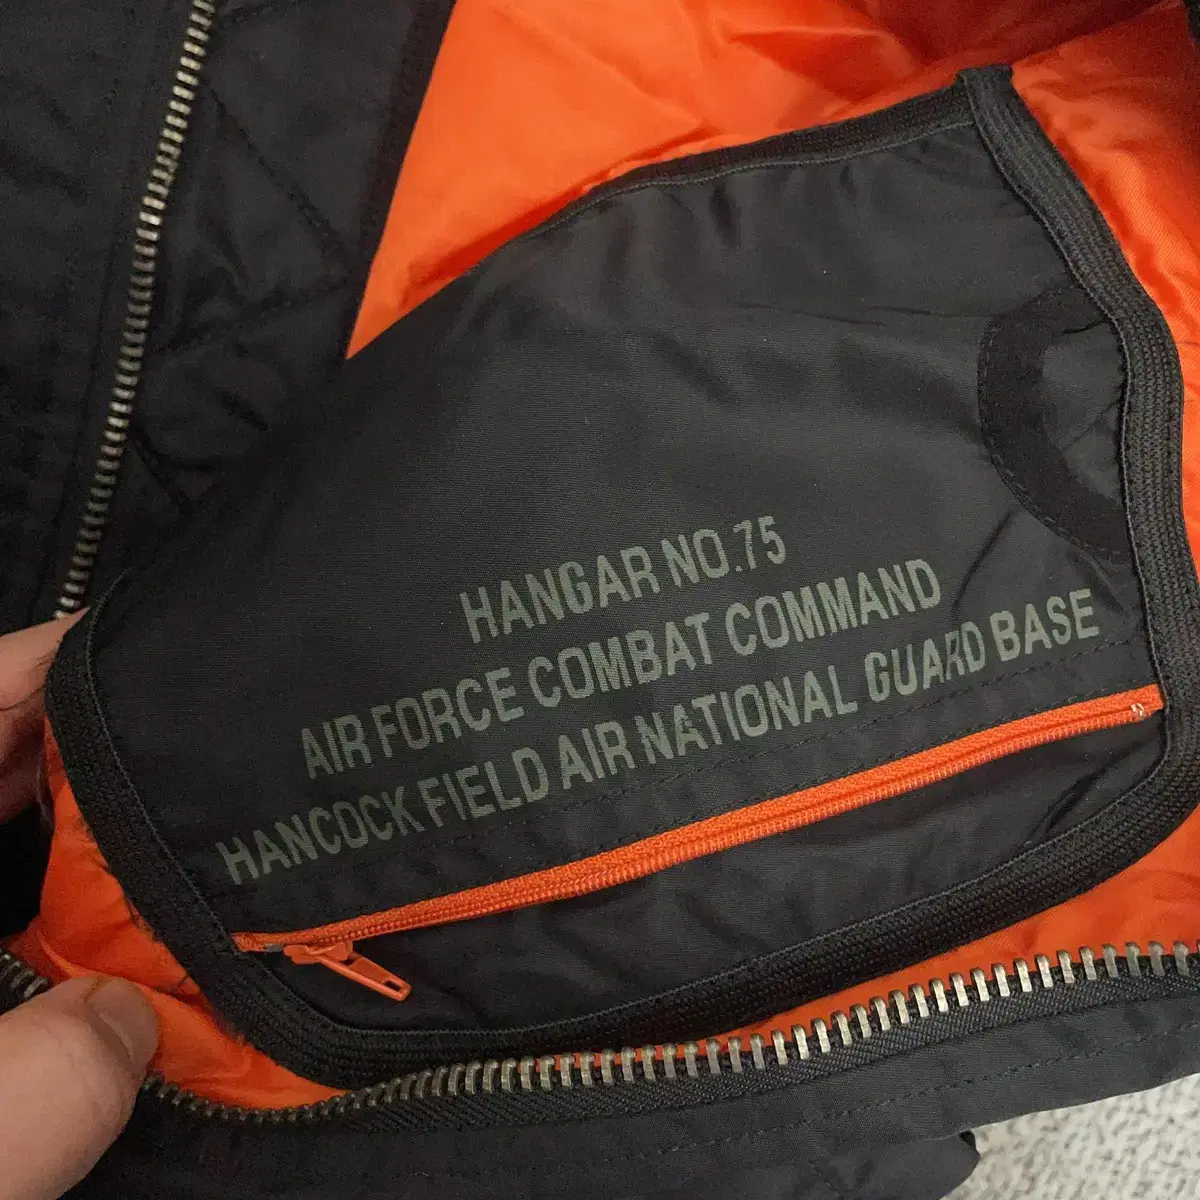 HANGAR NO.75
AIR FORCE COMBAT COMMAND
HANCOCK FIELD AIR NATIONAL GUARD BASE